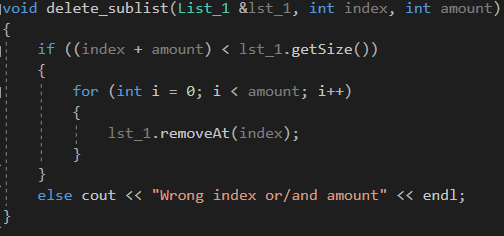 void delete_sublist(List_1 &lst_1, int index, int amount)
{
    if ((index + amount) < lst_1.getSize())
    {
        for (int i = 0; i < amount; i++)
        {
            lst_1.removeAt(index);
        }
    }
    else cout << "Wrong index or/and amount" << endl;
}